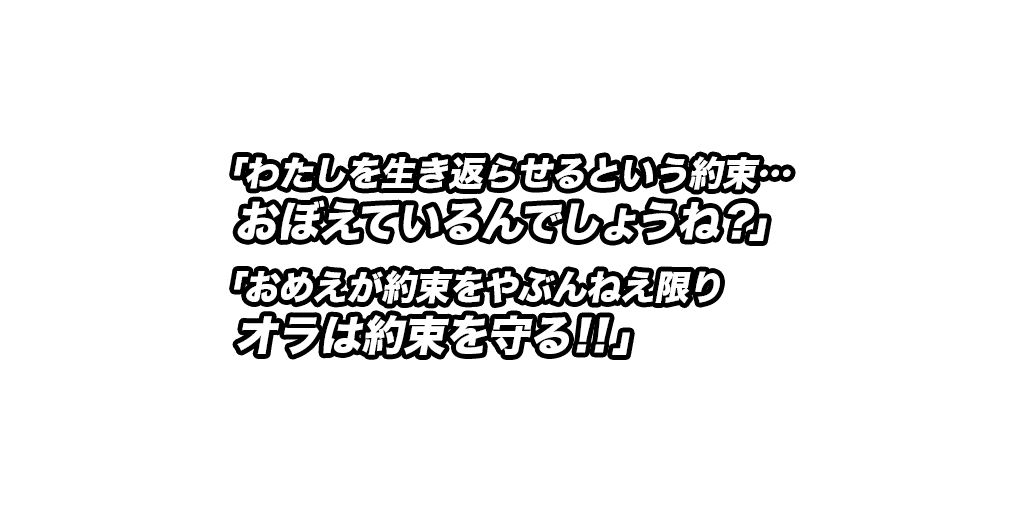 「わたしを生き返らせるという約束…
おぼえているんでしょうね?」
「おめえが約束をやぶんねえ限り
オラは約束を守る!!」